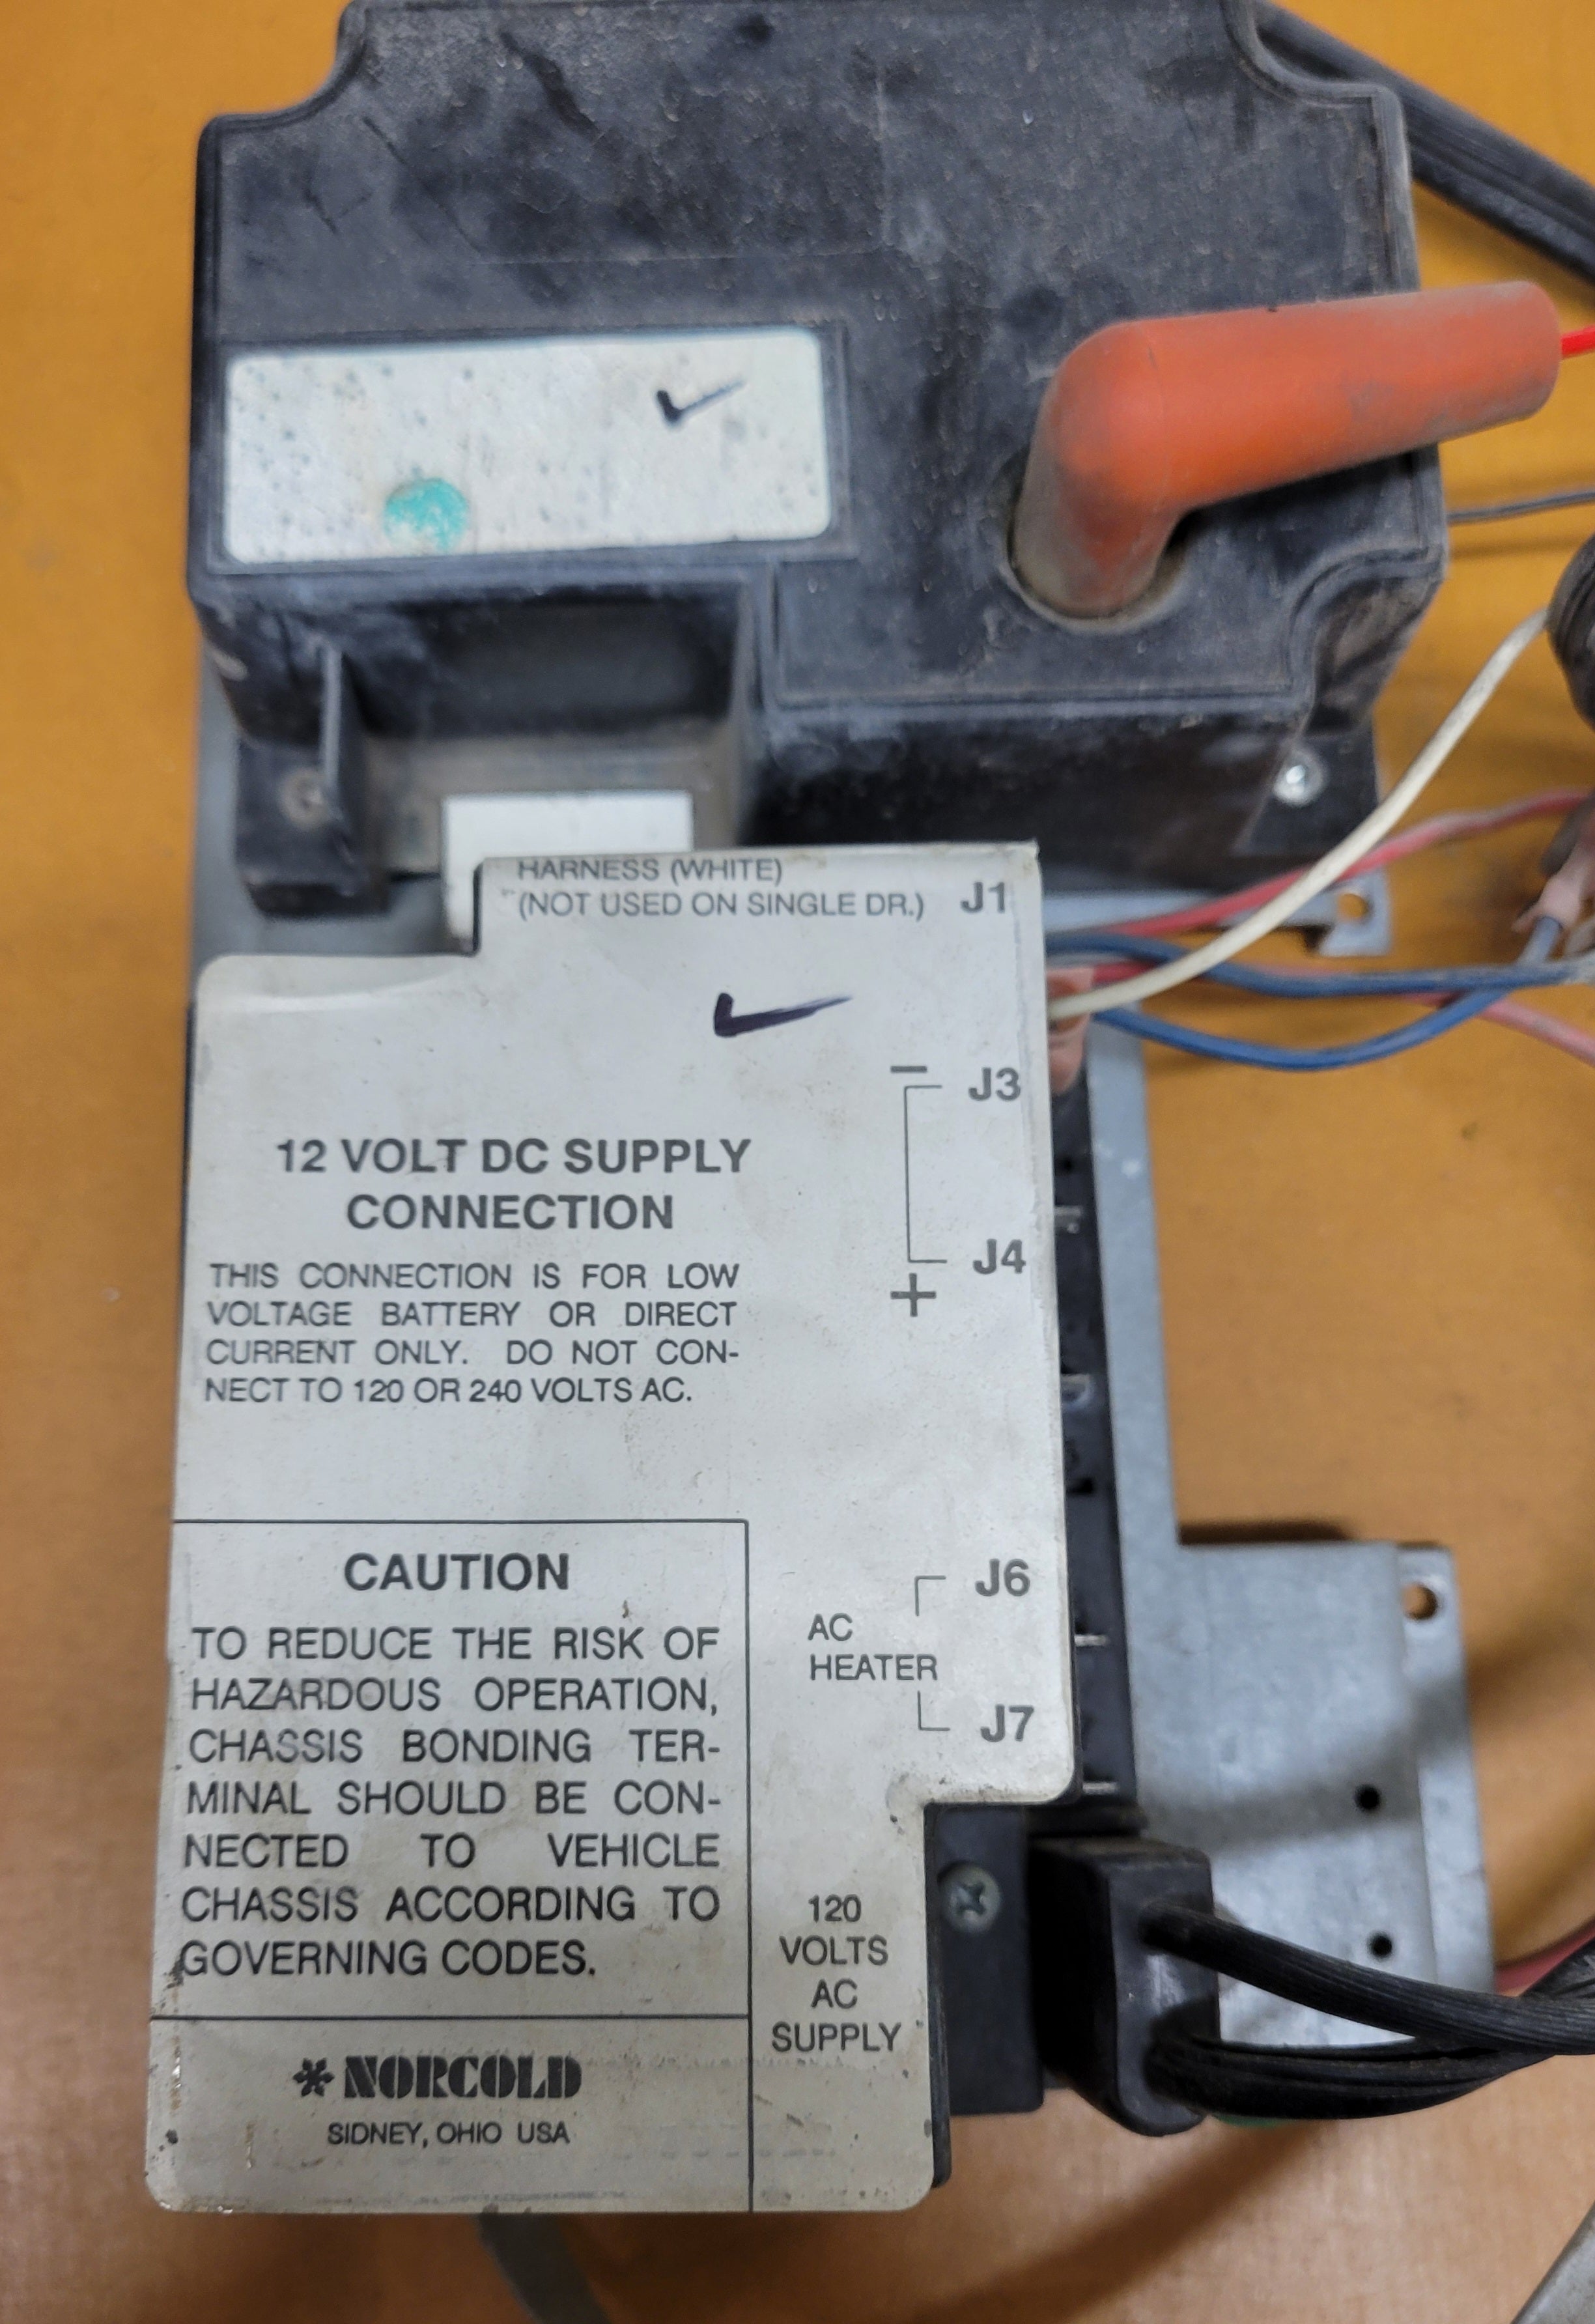 HARNESS (WHITE)
(NOT USED ON SINGLE DR.) J1
− J3
12 VOLT DC SUPPLY
CONNECTION
J4
+
THIS CONNECTION IS FOR LOW
VOLTAGE BATTERY OR DIRECT
CURRENT ONLY. DO NOT CON-
NECT TO 120 OR 240 VOLTS AC.
CAUTION
TO REDUCE THE RISK OF
HAZARDOUS OPERATION,
CHASSIS BONDING TER-
MINAL SHOULD BE CON-
NECTED TO VEHICLE
CHASSIS ACCORDING TO
GOVERNING CODES.
J6
AC
HEATER
J7
120
VOLTS
AC
SUPPLY
NORCOLD
SIDNEY, OHIO USA